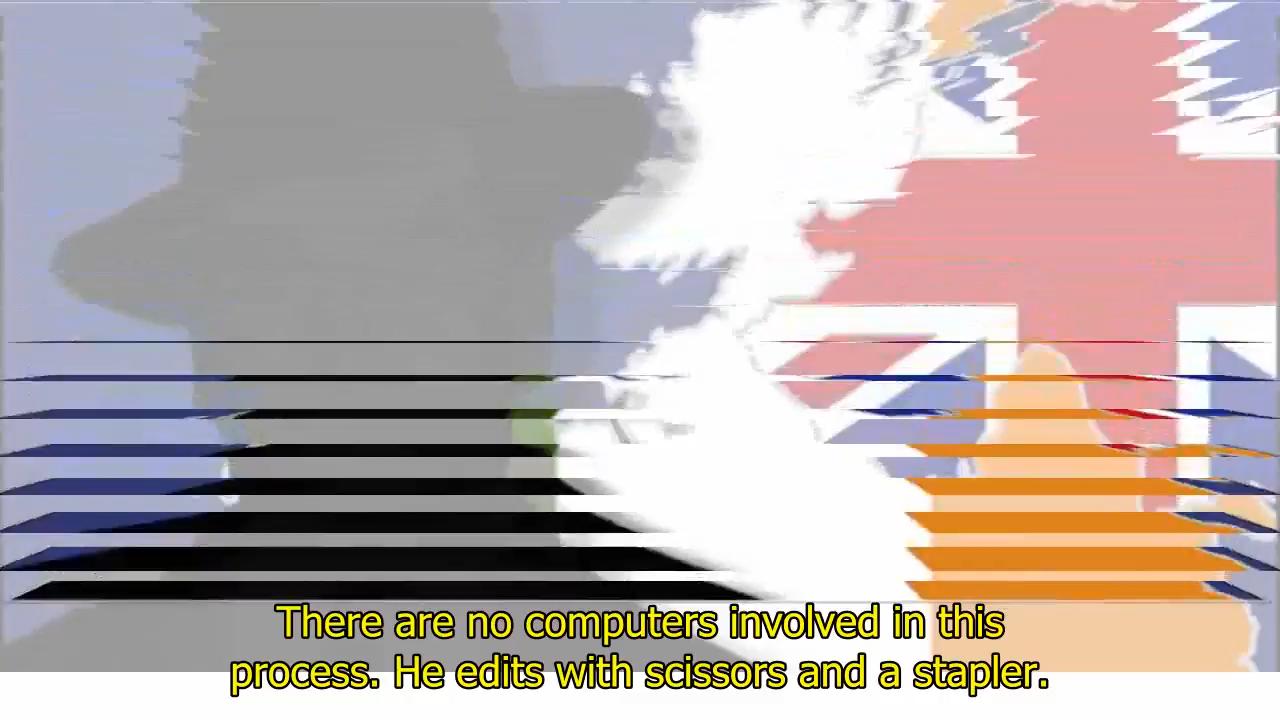 There are no computers involved in this
process. He edits with scissors and a stapler.